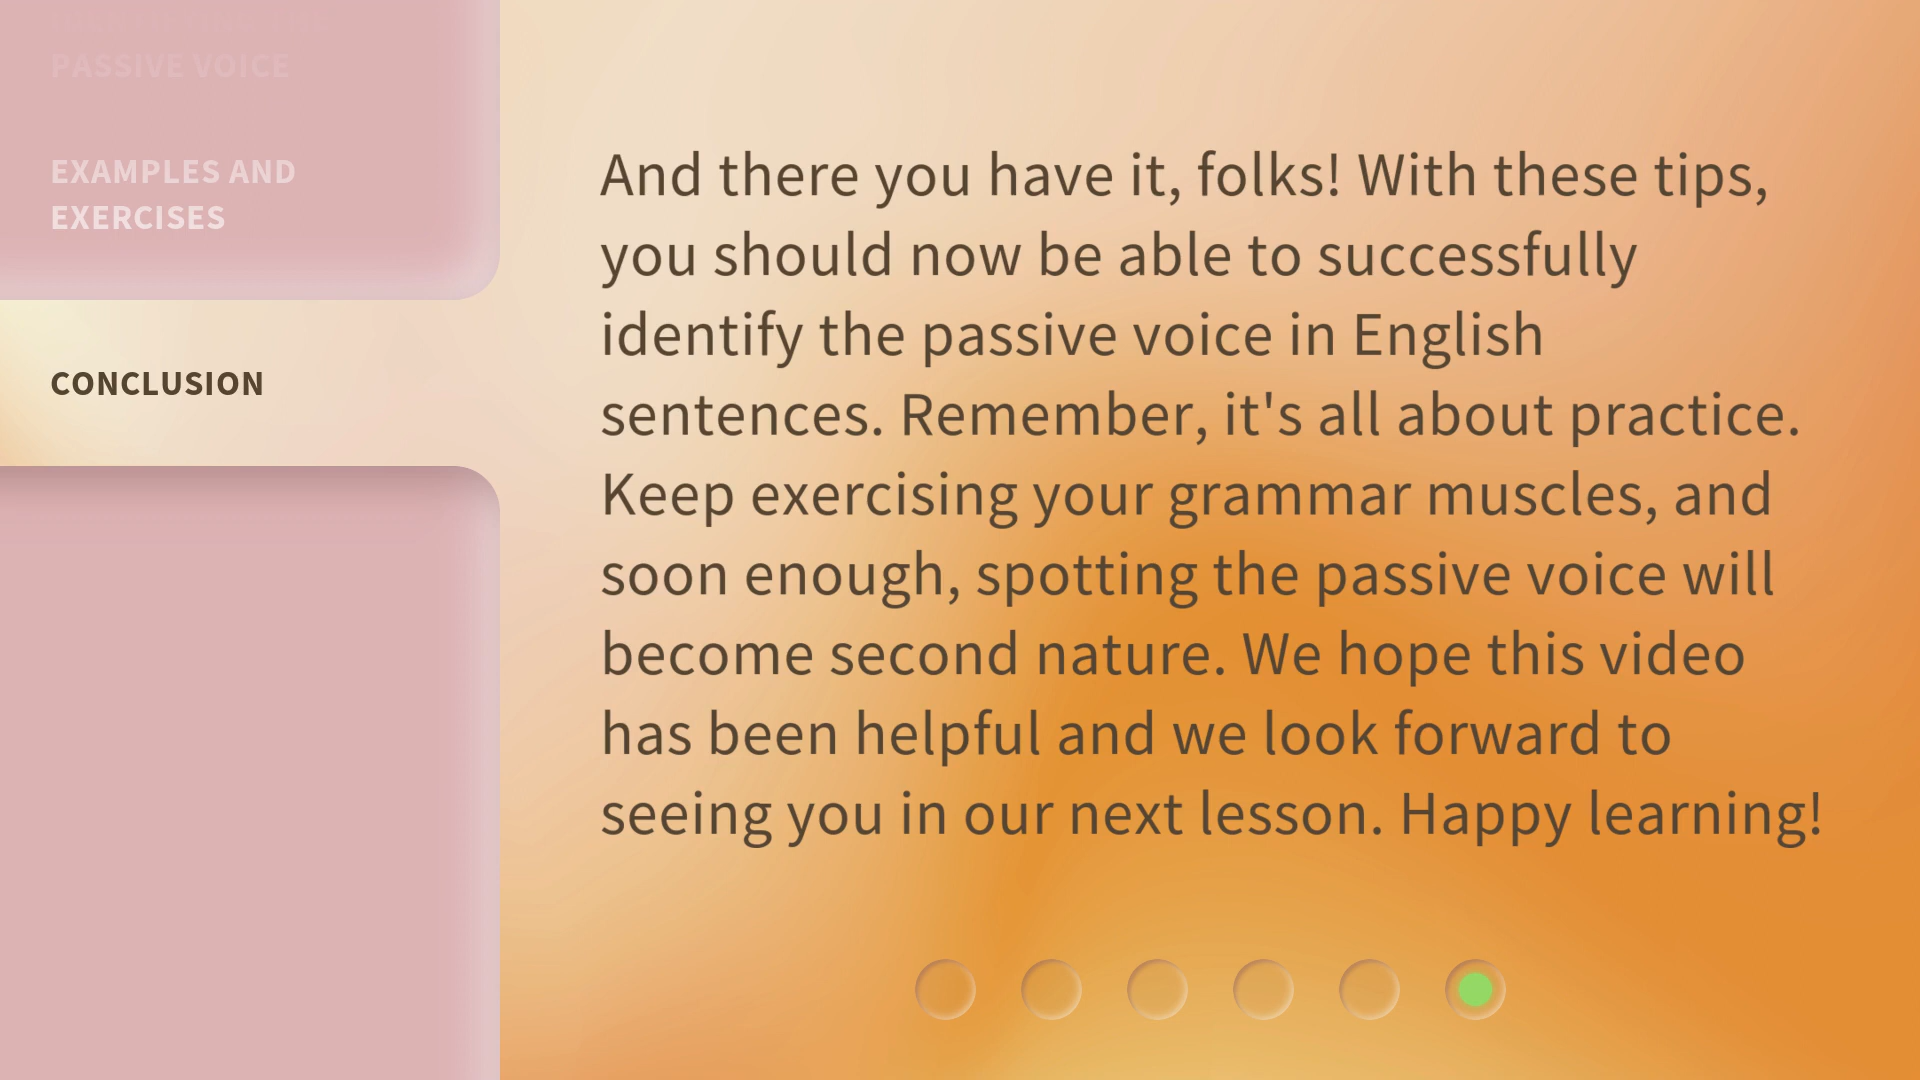 PASSIVE VOICE
EXAMPLES AND
EXERCISES
CONCLUSION
And there you have it, folks! With these tips,
you should now be able to successfully
identify the passive voice in English
sentences. Remember, it's all about practice.
Keep exercising your grammar muscles, and
soon enough, spotting the passive voice will
become second nature. We hope this video
has been helpful and we look forward to
seeing you in our next lesson. Happy learning!